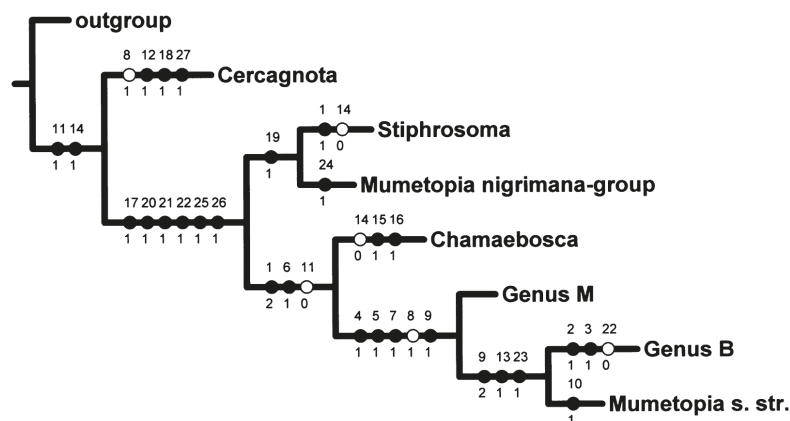 outgroup
8 12 18 27
Cercagnota
1 1 1 1
1 14
Stiphrosoma
11 14
19
1 0
1 1
24
1
Mumetopia nigrimana-group
1
17 20 21 22 25 26
14 15 16
1 1 1 1 1 1
Chamaebosca
0 1 1
1 6 11
2 1 0
Genus M
4 5 7 8 9
2 3 22
1 1 1 1 1
Genus B
9 13 23
1 1 0
2 1 1
10
Mumetopia s. str.
1